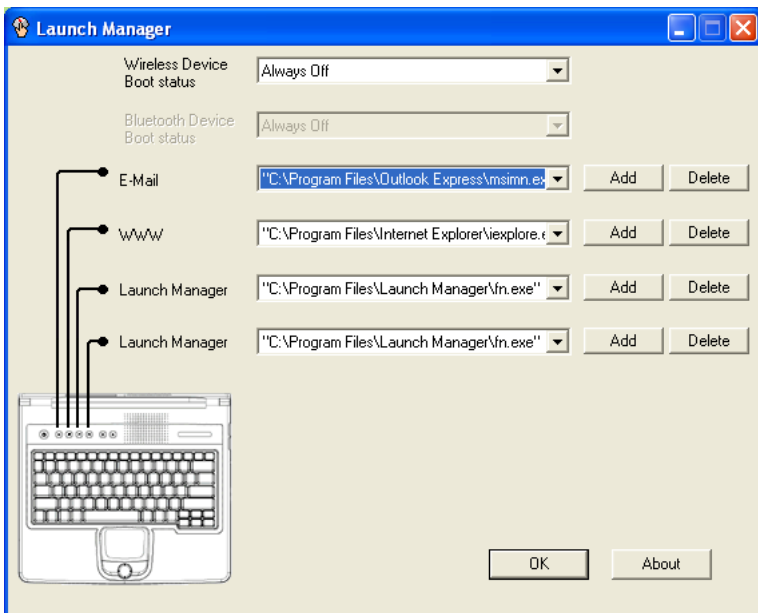 Launch Manager
Wireless Device
Boot status
Always Off
Bluetooth Device
Boot status
Always Off
E-Mail
"C:\Program Files\Outlook Express\msimn.ex
Add
Delete
WWW
"C:\Program Files\Internet Explorer\iexplore.e
Add
Delete
Launch Manager
"C:\Program Files\Launch Manager\fn.exe"
Add
Delete
Launch Manager
"C:\Program Files\Launch Manager\fn.exe"
Add
Delete
OK
About